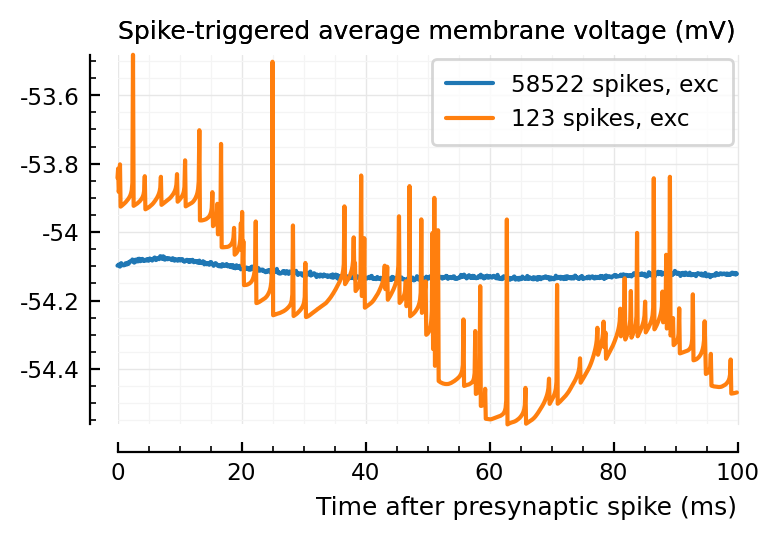 Spike-triggered average membrane voltage (mV)
58522 spikes, exc
123 spikes, exc
-53.6
-53.8
-54
-54.2
-54.4
0 20 40 60 80 100
Time after presynaptic spike (ms)